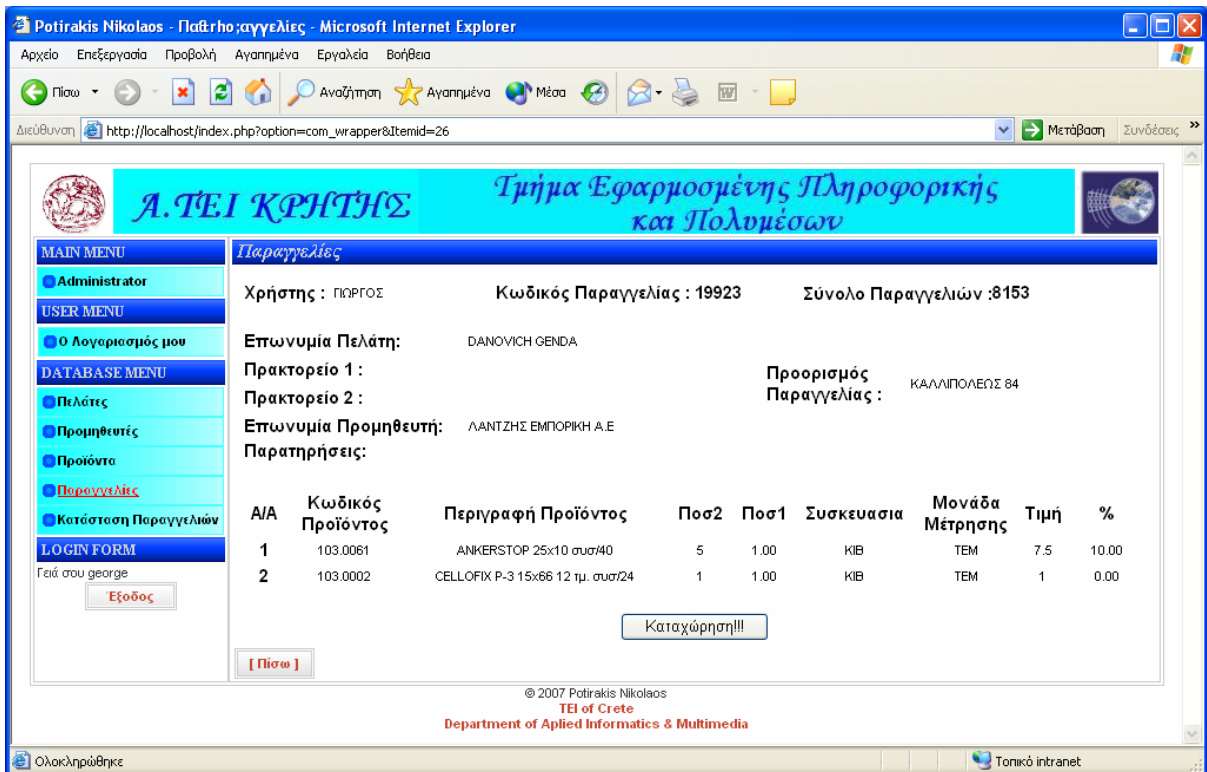 Potirakis Nikolaos - Πα&trho;αγγελίες - Microsoft Internet Explorer
Αρχείο Επεξεργασία Προβολή Αγαπημένα Εργαλεία Βοήθεια
Πίσω Αναζήτηση Αγαπημένα Μέσα
Διεύθυνση http://localhost/index.php?option=com_wrapper&Itemid=26 Μετάβαση Συνδέσεις »
Α.ΤΕΙ ΚΡΗΤΗΣ
Τμήμα Εφαρμοσμένης Πληροφορικής
και Πολυμέσων
MAIN MENU
Administrator
USER MENU
Ο Λογαριασμός μου
DATABASE MENU
Πελάτες
Προμηθευτές
Προϊόντα
Παραγγελίες
Κατάσταση Παραγγελιών
LOGIN FORM
Γειά σου george
Έξοδος
Παραγγελίες
Χρήστης : ΓΙΩΡΓΟΣ Κωδικός Παραγγελίας : 19923 Σύνολο Παραγγελιών :8153
Επωνυμία Πελάτη: DANOVICH GENDA
Πρακτορείο 1 :
Πρακτορείο 2 :
Προορισμός
Παραγγελίας : ΚΑΛΛΙΠΟΛΕΩΣ 84
Επωνυμία Προμηθευτή: ΛΑΝΤΖΗΣ ΕΜΠΟΡΙΚΗ Α.Ε
Παρατηρήσεις:
Α/Α Κωδικός Προϊόντος Περιγραφή Προϊόντος Ποσ2 Ποσ1 Συσκευασια Μονάδα Μέτρησης Τιμή %
1 103.0061 ANKERSTOP 25x10 συσ/40 5 1.00 ΚΙΒ ΤΕΜ 7.5 10.00
2 103.0002 CELLOFIX P-3 15x66 12 τμ. συσ/24 1 1.00 ΚΙΒ ΤΕΜ 1 0.00
Καταχώρηση!!!
[ Πίσω ]
© 2007 Potirakis Nikolaos
TEI of Crete
Department of Aplied Informatics & Multimedia
Ολοκληρώθηκε Τοπικό intranet